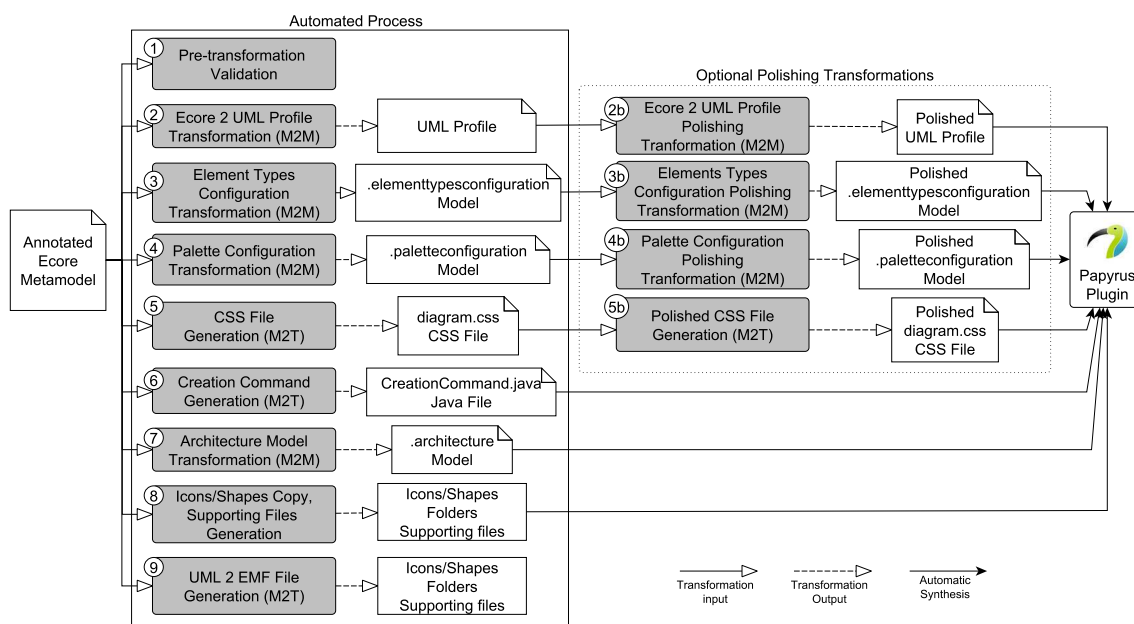 Automated Process
1
Pre-transformation
Validation
2
Ecore 2 UML Profile
Transformation (M2M)
UML Profile
3
Element Types
Configuration
Transformation (M2M)
.elementtypesconfiguration
Model
4
Palette Configuration
Transformation (M2M)
.paletteconfiguration
Model
5
CSS File
Generation (M2T)
diagram.css
CSS File
6
Creation Command
Generation (M2T)
CreationCommand.java
Java File
7
Architecture Model
Transformation (M2M)
.architecture
Model
8
Icons/Shapes Copy,
Supporting Files
Generation
Icons/Shapes
Folders
Supporting files
9
UML 2 EMF File
Generation (M2T)
Icons/Shapes
Folders
Supporting files
Annotated
Ecore
Metamodel
Optional Polishing Transformations
2b
Ecore 2 UML Profile
Polishing
Tranformation (M2M)
Polished
UML Profile
3b
Elements Types
Configuration Polishing
Transformation (M2M)
Polished
.elementtypesconfiguration
Model
4b
Palette Configuration
Polishing
Tranformation (M2M)
Polished
.paletteconfiguration
Model
5b
Polished CSS File
Generation (M2T)
Polished
diagram.css
CSS File
Papyrus
Plugin
Transformation
input
Transformation
Output
Automatic
Synthesis